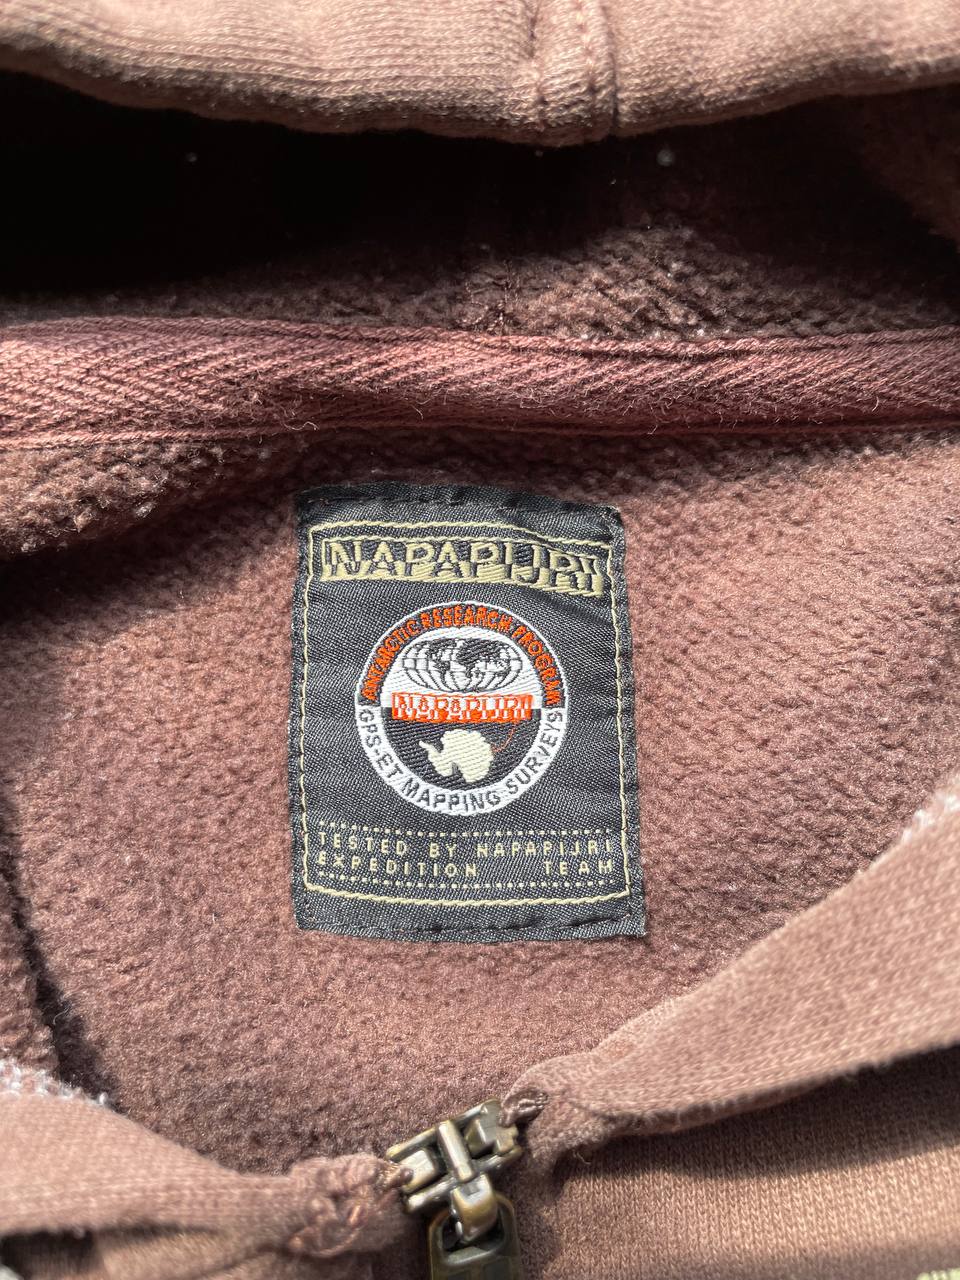 NAPAPIJRI
ANTARCTIC RESEARCH PROGRAM
NAPAPIJRI
GPS-ET MAPPING SURVEYS
TESTED BY NAPAPIJRI
EXPEDITION TEAM